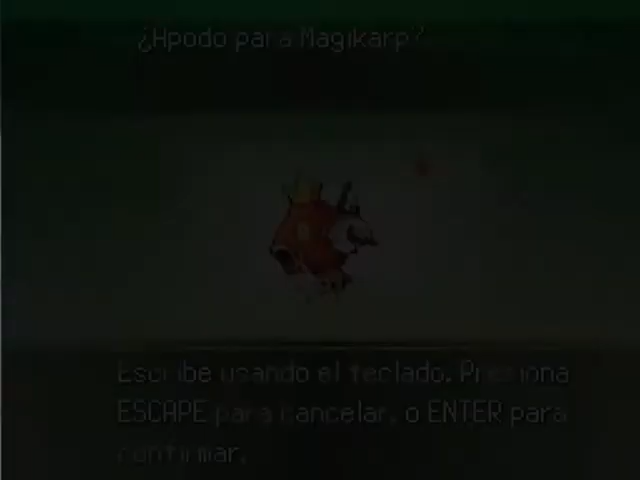 ¿Apodo para Magikarp?
Escribe usando el teclado. Presiona
ESCAPE para cancelar, o ENTER para
confirmar.